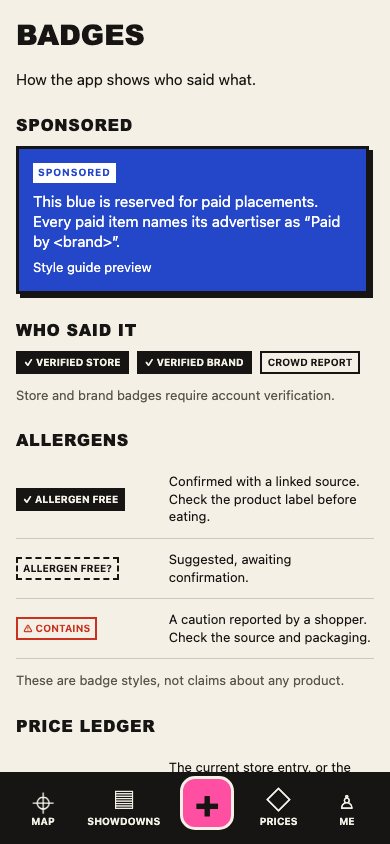 BADGES
How the app shows who said what.
SPONSORED
SPONSORED
This blue is reserved for paid placements.
Every paid item names its advertiser as “Paid
by <brand>”.
Style guide preview
WHO SAID IT
✓ VERIFIED STORE
✓ VERIFIED BRAND
CROWD REPORT
Store and brand badges require account verification.
ALLERGENS
✓ ALLERGEN FREE
Confirmed with a linked source.
Check the product label before
eating.
ALLERGEN FREE?
Suggested, awaiting
confirmation.
⚠ CONTAINS
A caution reported by a shopper.
Check the source and packaging.
These are badge styles, not claims about any product.
PRICE LEDGER
The current store entry, or the
MAP
SHOWDOWNS
+
PRICES
ME